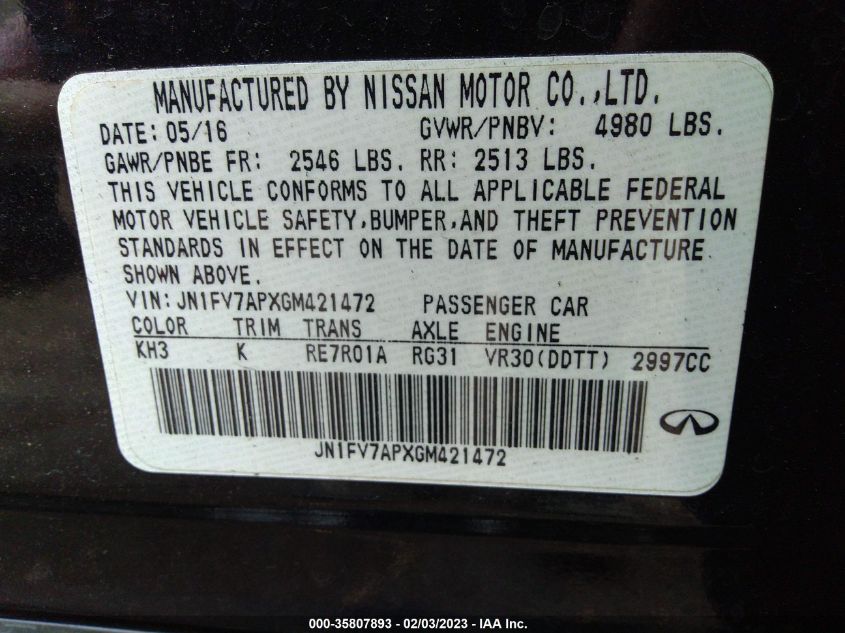 MANUFACTURED BY NISSAN MOTOR CO.,LTD.
DATE: 05/16 GVWR/PNBV: 4980 LBS.
GAWR/PNBE FR: 2546 LBS. RR: 2513 LBS.
THIS VEHICLE CONFORMS TO ALL APPLICABLE FEDERAL
MOTOR VEHICLE SAFETY,BUMPER,AND THEFT PREVENTION
STANDARDS IN EFFECT ON THE DATE OF MANUFACTURE
SHOWN ABOVE.
VIN: JN1FV7APXGM421472 PASSENGER CAR
COLOR TRIM TRANS AXLE ENGINE
KH3 K RE7R01A RG31 VR30(DDTT) 2997CC
JN1FV7APXGM421472
000-35807893 - 02/03/2023 - IAA Inc.